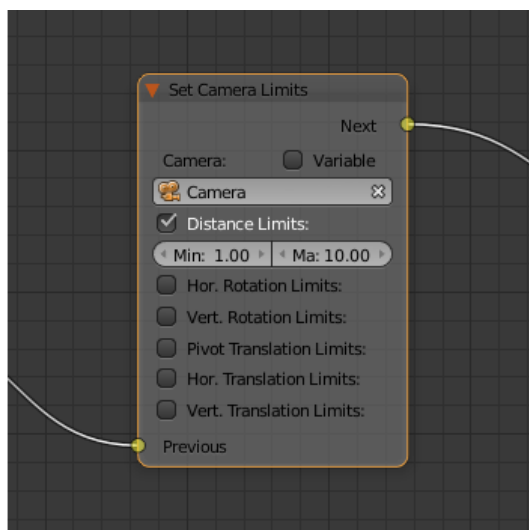 Set Camera Limits
Next
Camera: Variable
Camera
Distance Limits:
Min: 1.00 Ma: 10.00
Hor. Rotation Limits:
Vert. Rotation Limits:
Pivot Translation Limits:
Hor. Translation Limits:
Vert. Translation Limits:
Previous